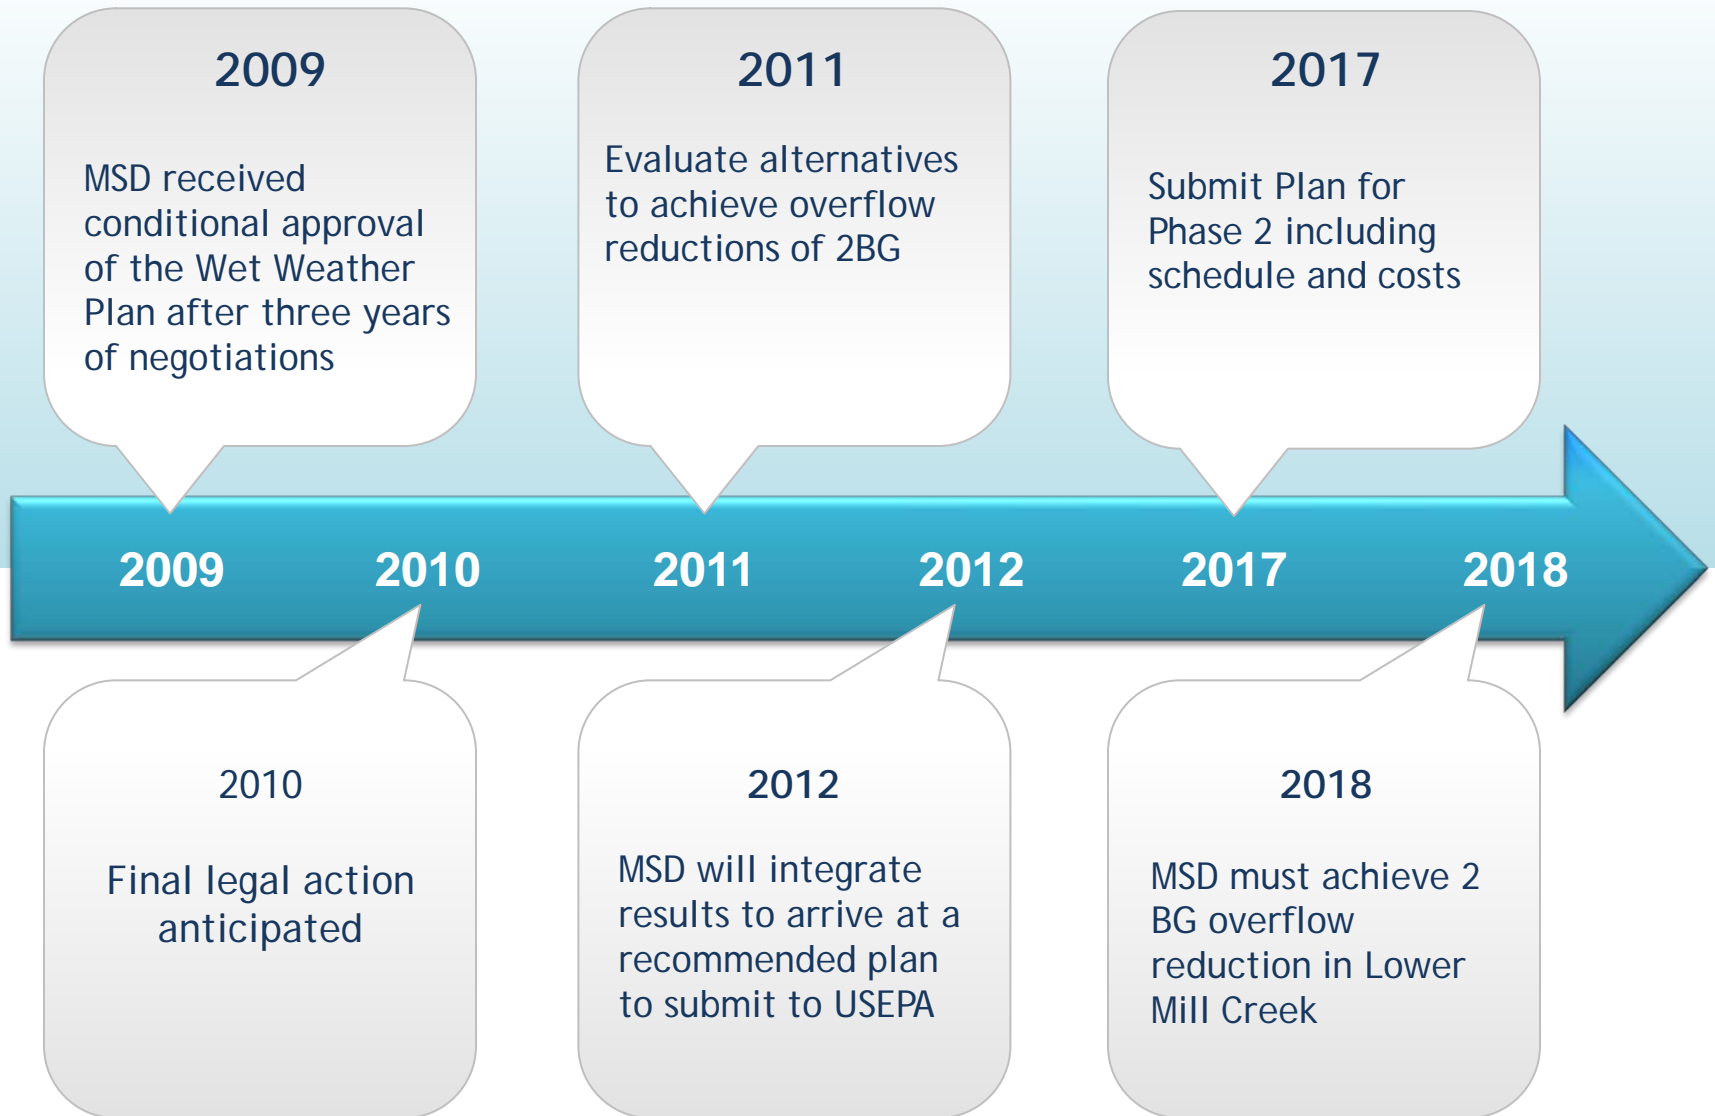 2009
MSD received
conditional approval
of the Wet Weather
Plan after three years
of negotiations
2011
Evaluate alternatives
to achieve overflow
reductions of 2BG
2017
Submit Plan for
Phase 2 including
schedule and costs
2009 2010 2011 2012 2017 2018
2010
Final legal action
anticipated
2012
MSD will integrate
results to arrive at a
recommended plan
to submit to USEPA
2018
MSD must achieve 2
BG overflow
reduction in Lower
Mill Creek